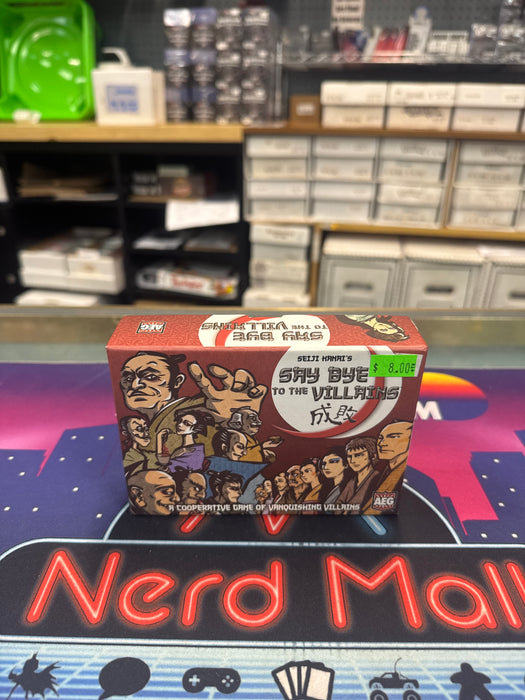 AEG
SAY BYE
TO THE VILLAINS
SEIJI KANAI'S
SAY BYE
TO THE VILLAINS
成敗
$ 8.00
A COOPERATIVE GAME OF VANQUISHING VILLAINS
AEG
Nerd Mall